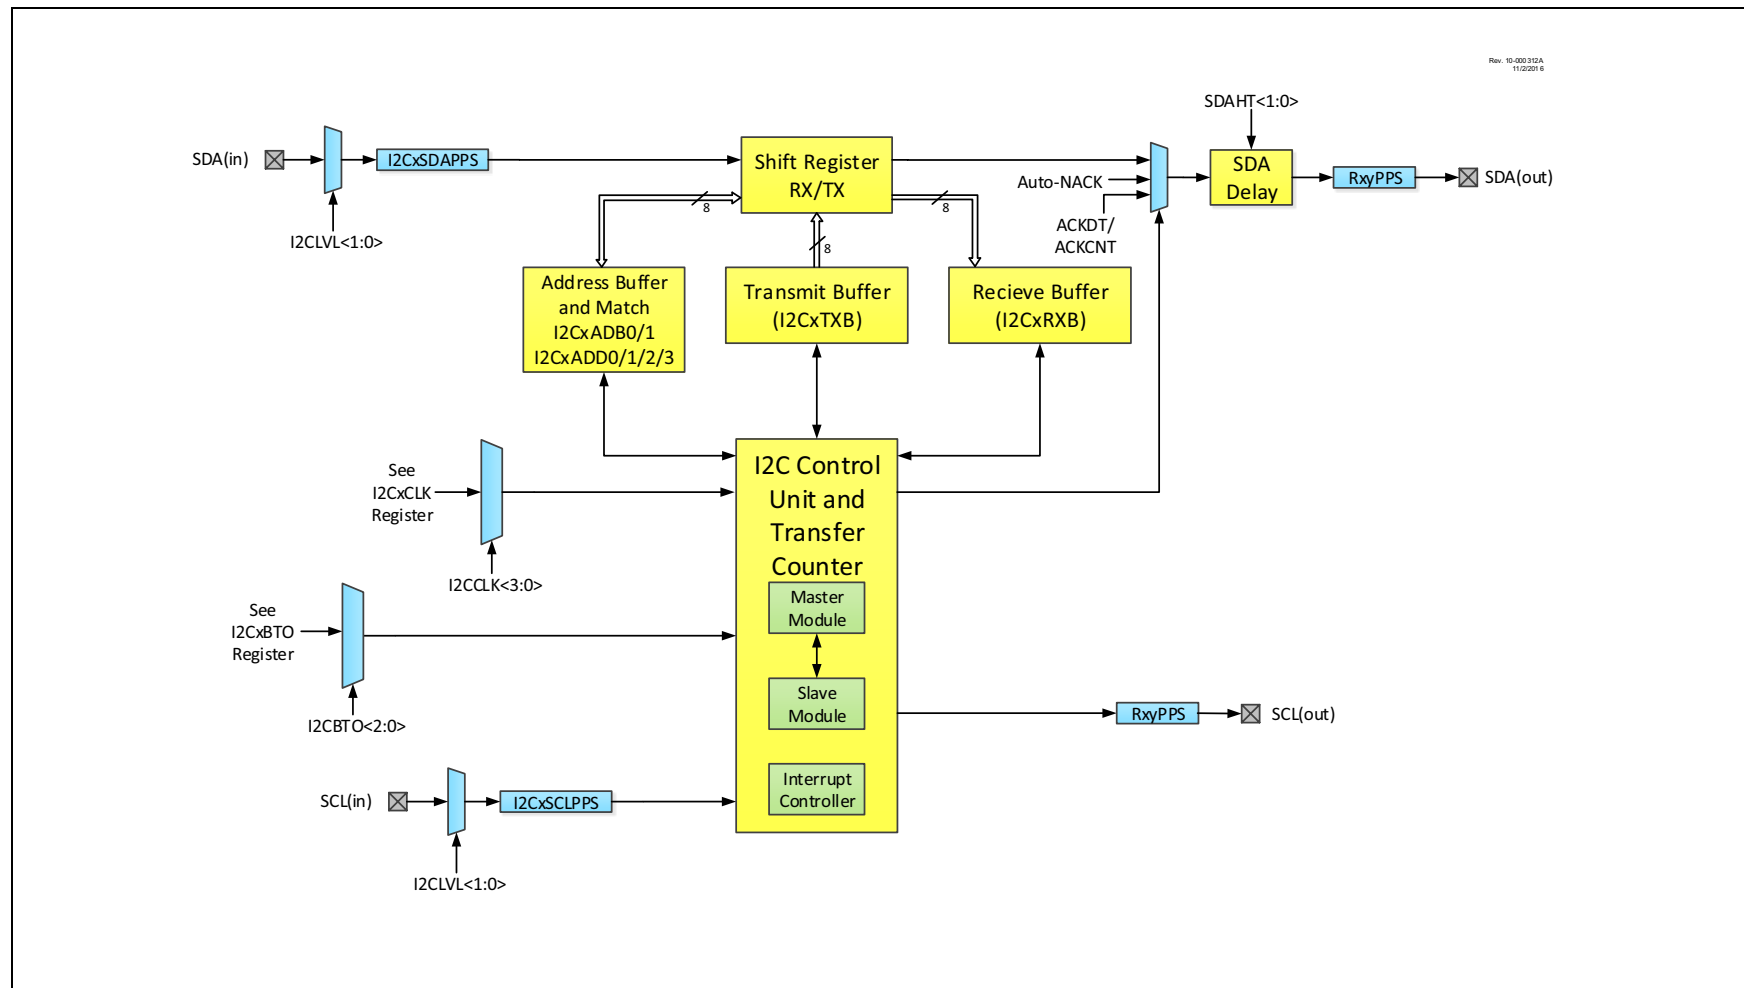 Rev. 10-000312A
11/2/2016
SDAHT<1:0>
SDA(in)
I2CxSDAPPS
Shift Register
RX/TX
SDA
Delay
RxyPPS
SDA(out)
Auto-NACK
ACKDT/
ACKCNT
8
8
8
I2CLVL<1:0>
Address Buffer
and Match
I2CxADB0/1
I2CxADD0/1/2/3
Transmit Buffer
(I2CxTXB)
Recieve Buffer
(I2CxRXB)
See
I2CxCLK
Register
I2CCLK<3:0>
I2C Control
Unit and
Transfer
Counter
Master
Module
Slave
Module
Interrupt
Controller
See
I2CxBTO
Register
I2CBTO<2:0>
RxyPPS
SCL(out)
SCL(in)
I2CxSCLPPS
I2CLVL<1:0>